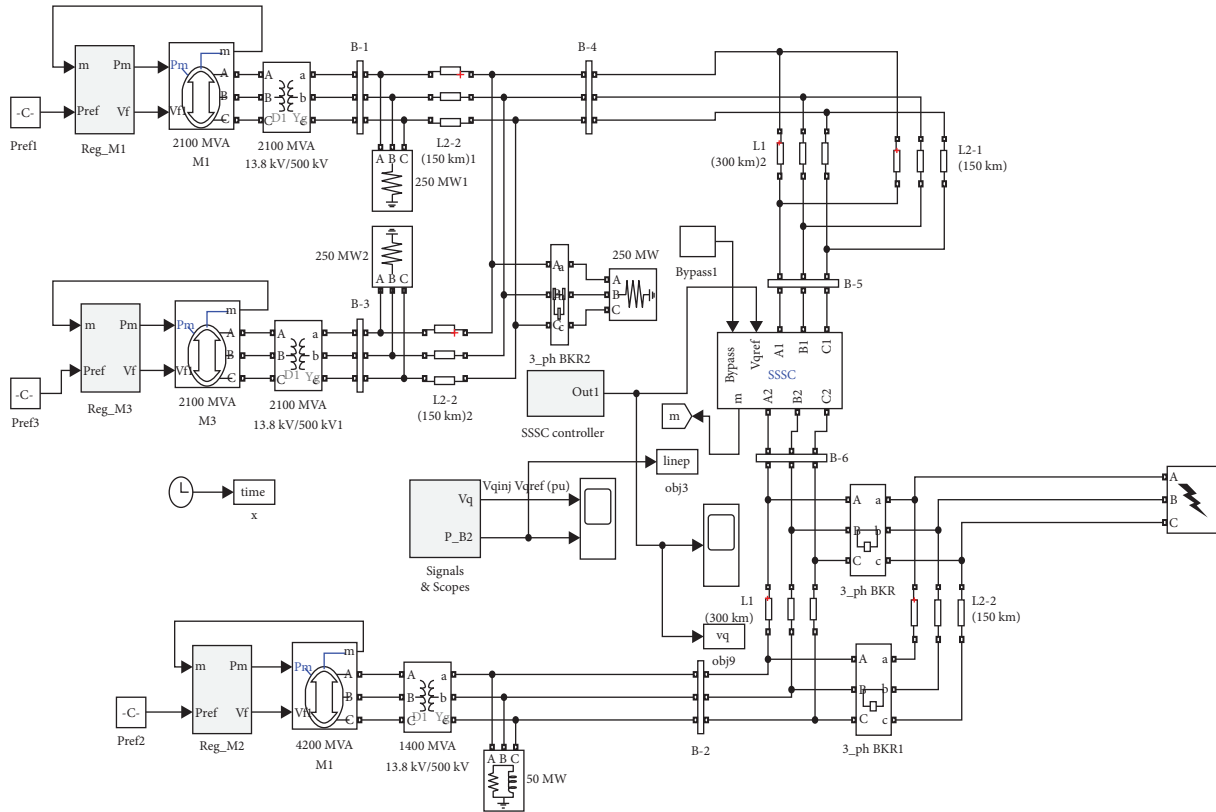 B-1
B-4
m
m Pm Pm A A a
B B b
-C- Pref Vf Vf1 C C D1 Yg c
Pref1 Reg_M1 2100 MVA 2100 MVA
M1 13.8 kV/500 kV
L2-2
(150 km)1
A B C
250 MW1
L1
(300 km)2
L2-1
(150 km)
250 MW2
A B C
B-3
A a
B b
C c
3_ph BKR2
250 MW
A
B
C
Bypass1
B-5
m
m Pm Pm A A a
B B b
-C- Pref Vf Vf1 C C D1 Yg c
Pref3 Reg_M3 2100 MVA 2100 MVA
M3 13.8 kV/500 kV1
L2-2
(150 km)2
Out1
SSSC controller
Bypass Vqref A1 B1 C1
SSSC
m A2 B2 C2
m
B-6
time
x
linep
obj3
Vq
P_B2
Vqinj Vqref (pu)
Signals
& Scopes
A a
B b
C c
3_ph BKR
A
B
C
L1
(300 km)
L2-2
(150 km)
vq
obj9
m
m Pm Pm A A a
B B b
-C- Pref Vf Vf1 C C D1 Yg c
Pref2 Reg_M2 4200 MVA 1400 MVA
M1 13.8 kV/500 kV
B-2
A a
B b
C c
3_ph BKR1
A B C
50 MW